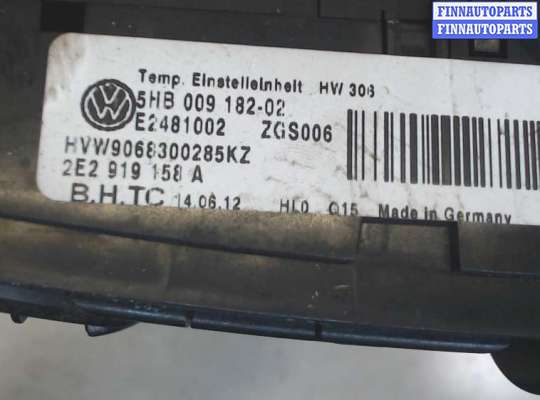 FINNAUTOPARTS
FINNAUTOPARTS
Temp. Einstelleinheit HW 306
5HB 009 182-02
E2481002 ZGS006
HVW9068300285KZ
2E2 919 158 A
B.H.TC 14.06.12 HL0 Q15 Made in Germany